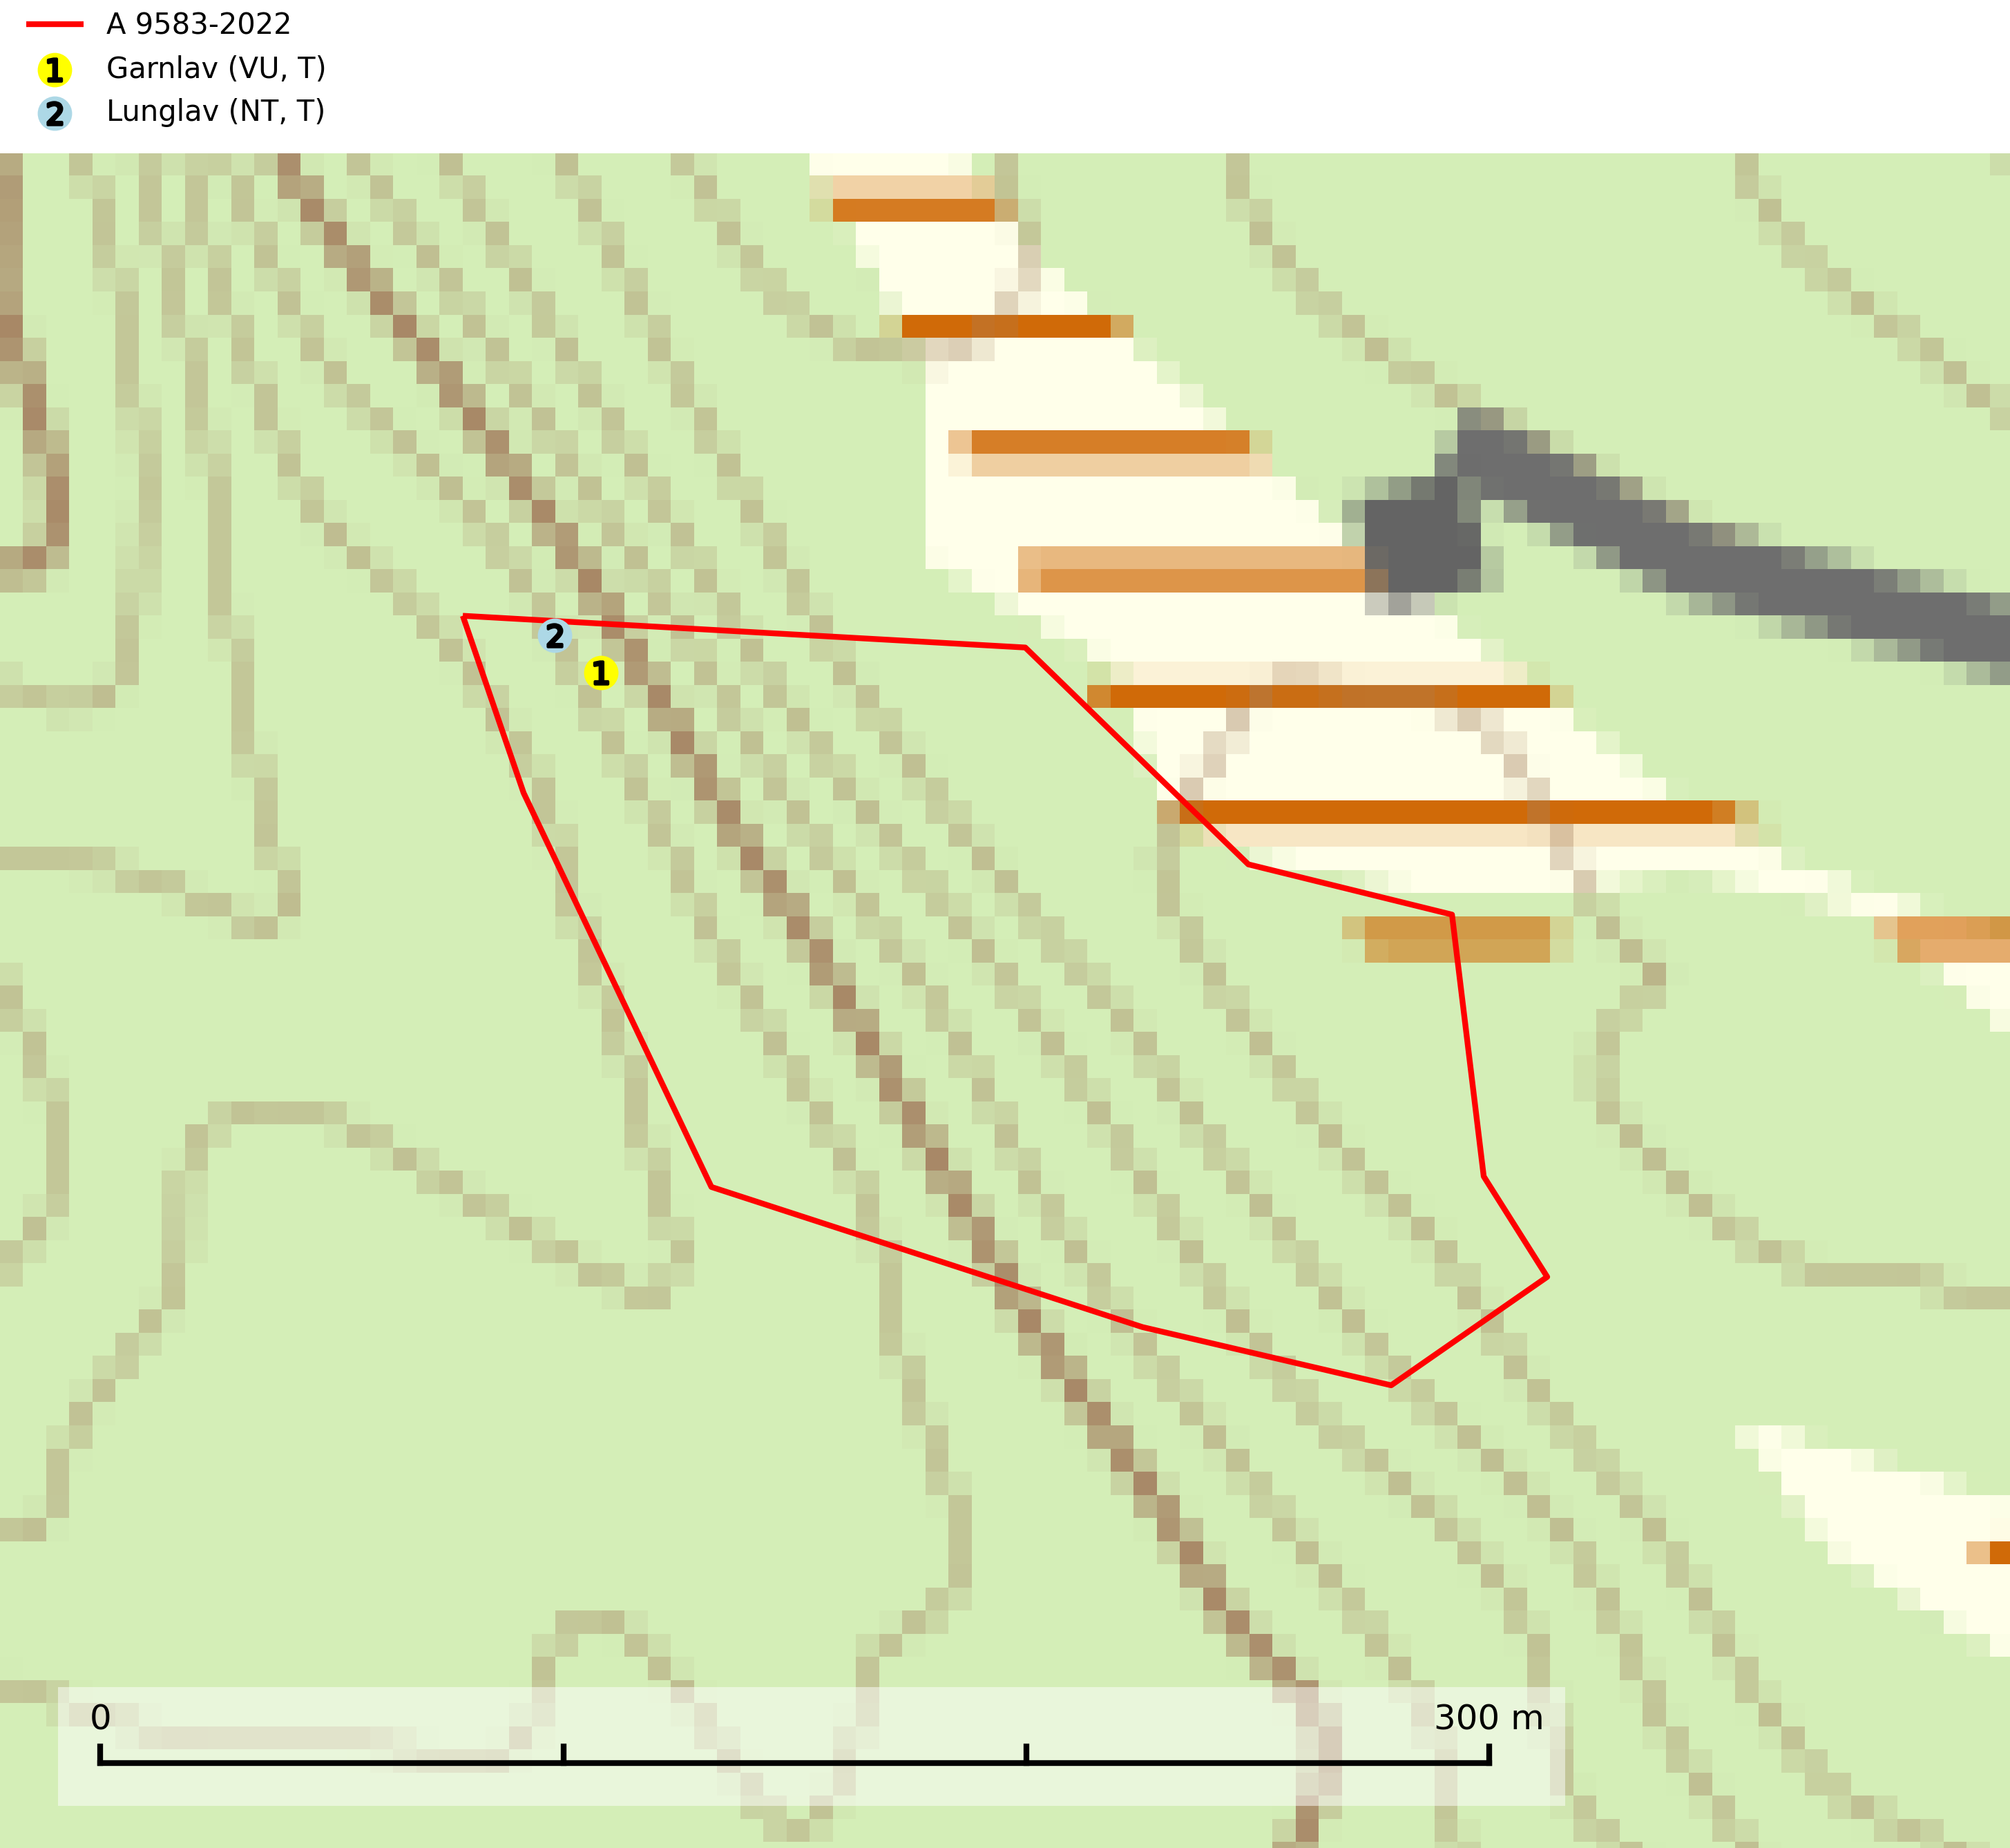 A 9583-2022
1 Garnlav (VU, T)
2 Lunglav (NT, T)
2
1
0 300 m